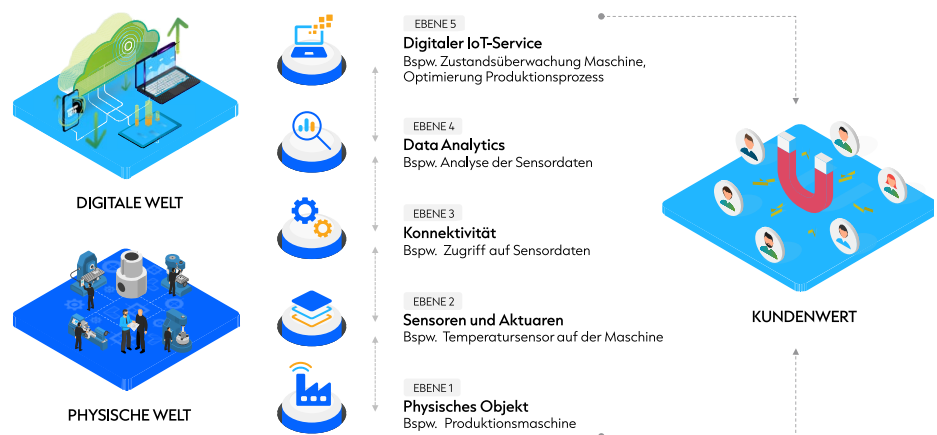 EBENE 5
Digitaler IoT-Service
Bspw. Zustandsüberwachung Maschine,
Optimierung Produktionsprozess
EBENE 4
Data Analytics
Bspw. Analyse der Sensordaten
DIGITALE WELT
EBENE 3
Konnektivität
Bspw. Zugriff auf Sensordaten
EBENE 2
Sensoren und Aktuaren
Bspw. Temperatursensor auf der Maschine
KUNDENWERT
EBENE 1
Physisches Objekt
Bspw. Produktionsmaschine
PHYSISCHE WELT